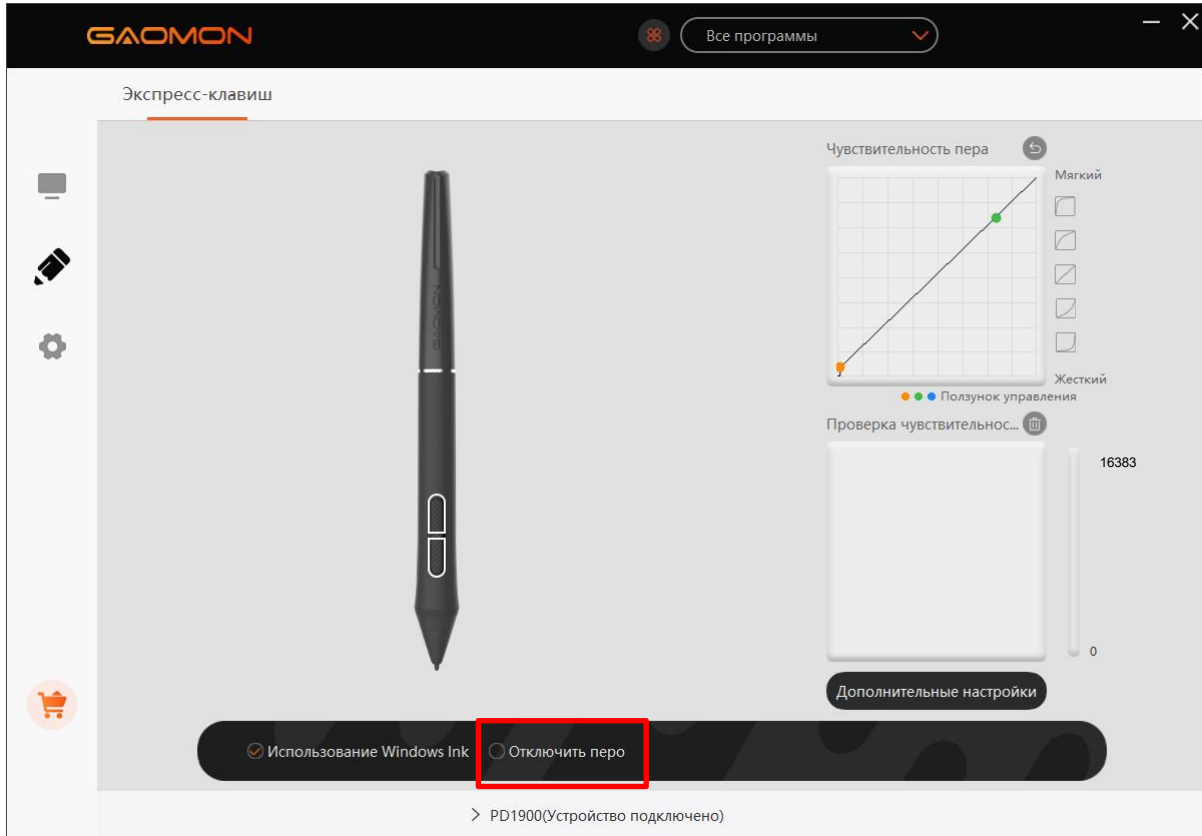 GAOMON
Все программы
Экспресс-клавиш
Чувствительность пера
Мягкий
GAOMON
Жесткий
Ползунок управления
Проверка чувствительнос...
16383
0
Дополнительные настройки
Использование Windows Ink
Отключить перо
PD1900(Устройство подключено)